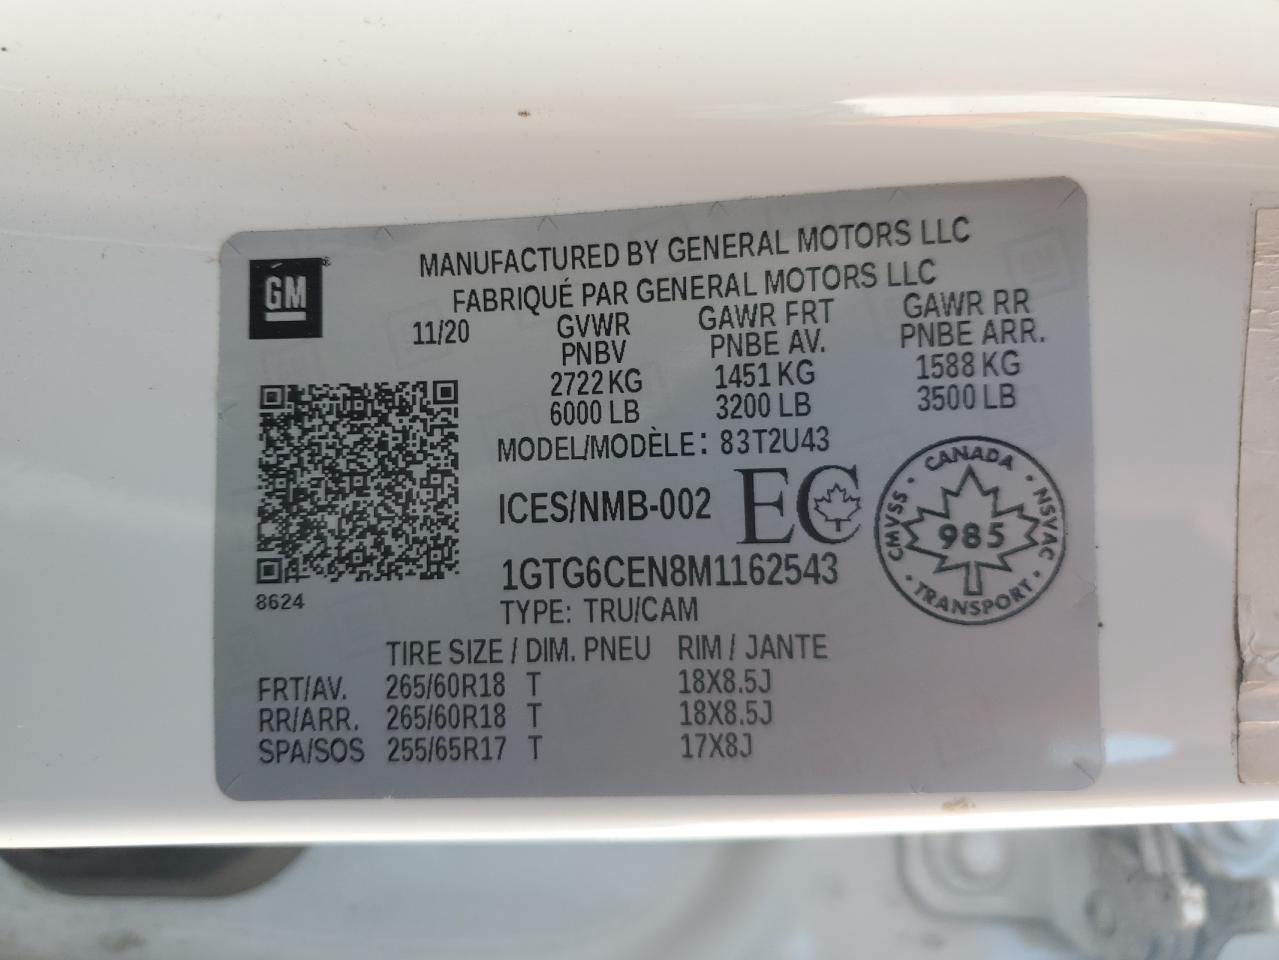 MANUFACTURED BY GENERAL MOTORS LLC
FABRIQUÉ PAR GENERAL MOTORS LLC
GM®
11/20 GVWR GAWR FRT GAWR RR
PNBV PNBE AV. PNBE ARR.
2722 KG 1451 KG 1588 KG
6000 LB 3200 LB 3500 LB
MODEL/MODÈLE: 83T2U43
ICES/NMB-002 EC
CANADA
CMVSS 985 NSVAC
TRANSPORT
1GTG6CEN8M1162543
8624
TYPE: TRU/CAM
TIRE SIZE / DIM. PNEU RIM / JANTE
FRT/AV. 265/60R18 T 18X8.5J
RR/ARR. 265/60R18 T 18X8.5J
SPA/SOS 255/65R17 T 17X8J